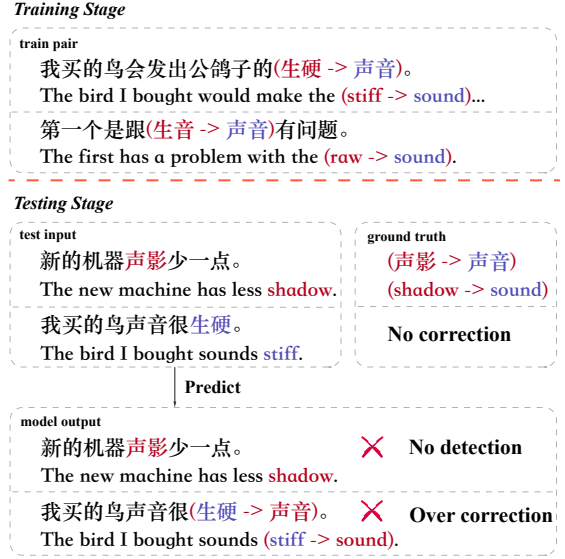 Training Stage
train pair
我买的鸟会发出公鸽子的(生硬 -> 声音)。
The bird I bought would make the (stiff -> sound)...
第一个是跟(生音 -> 声音)有问题。
The first has a problem with the (raw -> sound).
Testing Stage
test input
新的机器声影少一点。
The new machine has less shadow.
我买的鸟声音很生硬。
The bird I bought sounds stiff.
ground truth
(声影 -> 声音)
(shadow -> sound)
No correction
Predict
model output
新的机器声影少一点。
The new machine has less shadow.
No detection
我买的鸟声音很(生硬 -> 声音)。
The bird I bought sounds (stiff -> sound).
Over correction